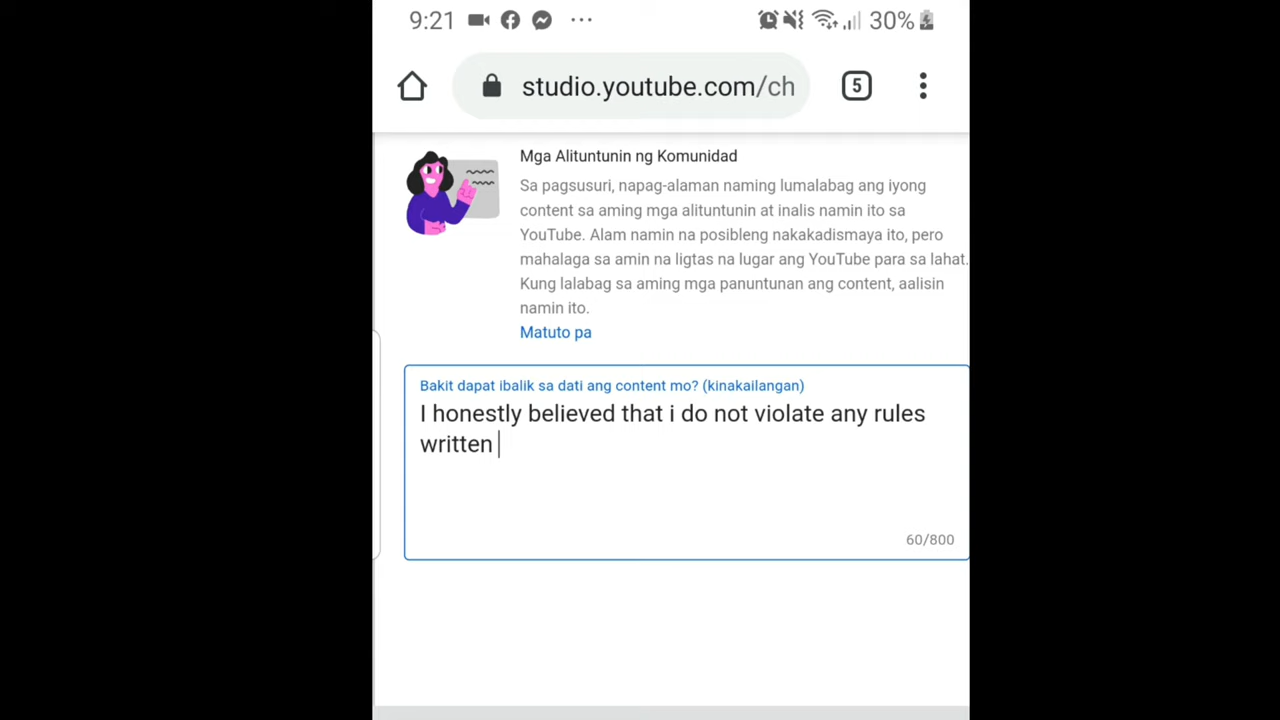 9:21 30%
studio.youtube.com/ch 5
Mga Alituntunin ng Komunidad
Sa pagsusuri, napag-alaman naming lumalabag ang iyong
content sa aming mga alituntunin at inalis namin ito sa
YouTube. Alam namin na posibleng nakakadismaya ito, pero
mahalaga sa amin na ligtas na lugar ang YouTube para sa lahat.
Kung lalabag sa aming mga panuntunan ang content, aalisin
namin ito.
Matuto pa
Bakit dapat ibalik sa dati ang content mo? (kinakailangan)
I honestly believed that i do not violate any rules
written
60/800